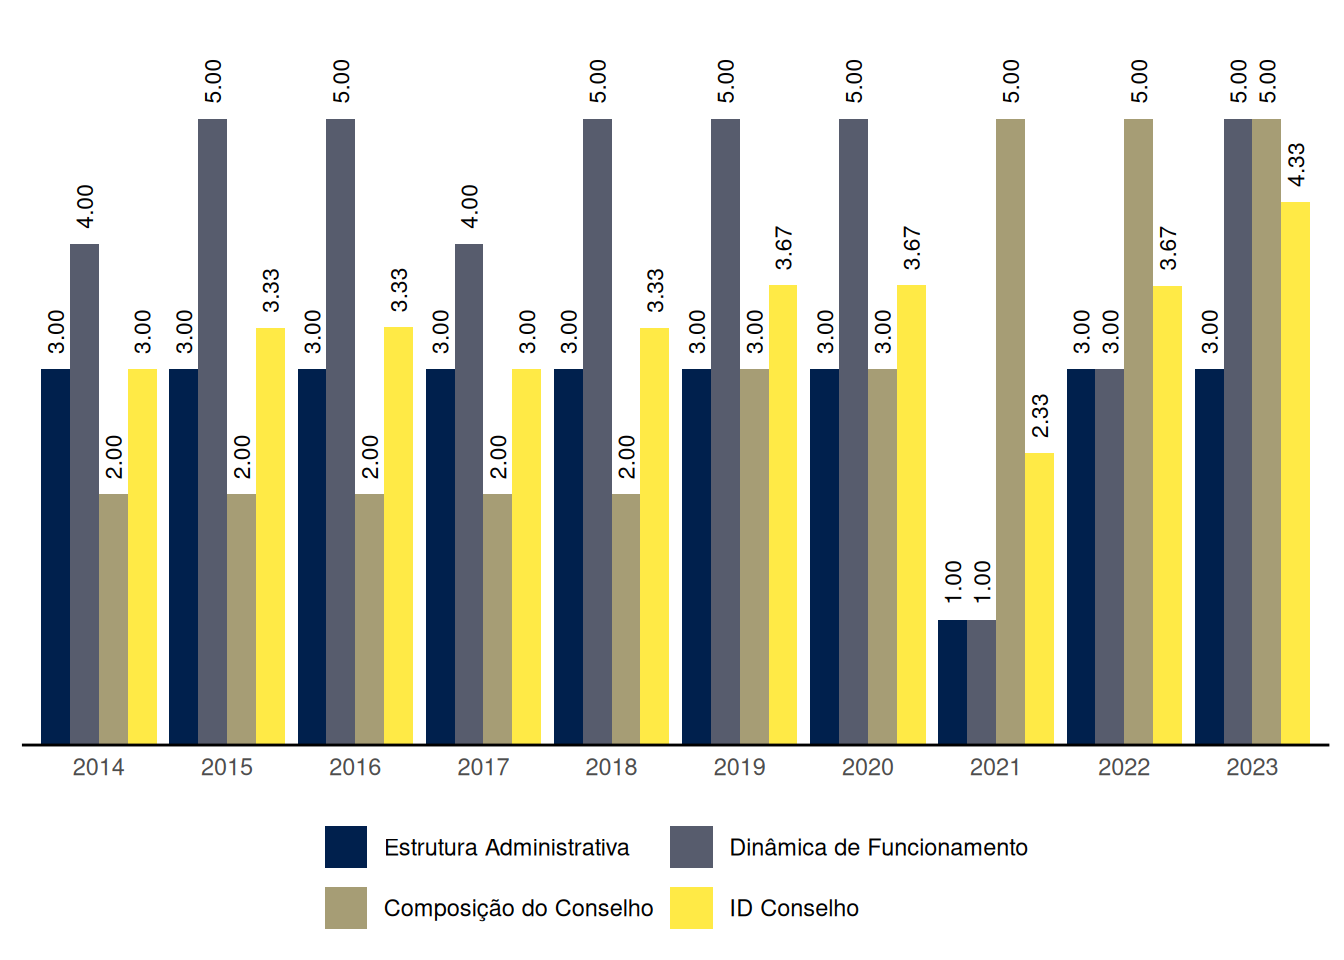 3.00 4.00 2.00 3.00
3.00 5.00 2.00 3.33
3.00 5.00 2.00 3.33
3.00 4.00 2.00 3.00
3.00 5.00 2.00 3.33
3.00 5.00 3.00 3.67
3.00 5.00 3.00 3.67
1.00 1.00 5.00 2.33
3.00 3.00 5.00 3.67
3.00 5.00 5.00 4.33
2014 2015 2016 2017 2018 2019 2020 2021 2022 2023
Estrutura Administrativa Dinâmica de Funcionamento
Composição do Conselho ID Conselho